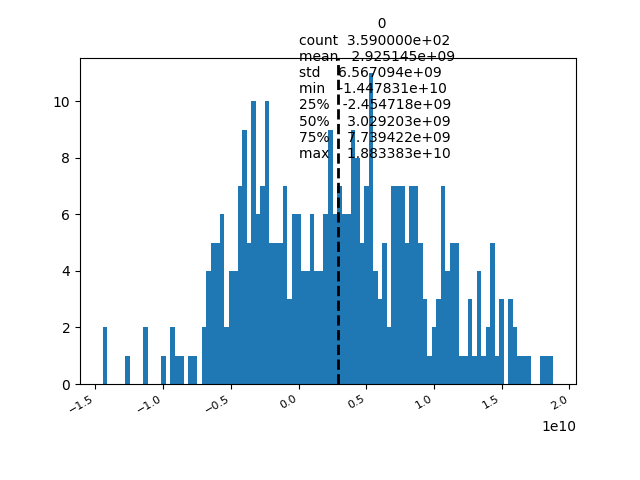 0
count 3.590000e+02
mean 2.925145e+09
std 6.567094e+09
min -1.447831e+10
25% -2.454718e+09
50% 3.029203e+09
75% 7.739422e+09
max 1.883383e+10
10
8
6
4
2
0
−1.5 −1.0 −0.5 0.0 0.5 1.0 1.5 2.0
1e10